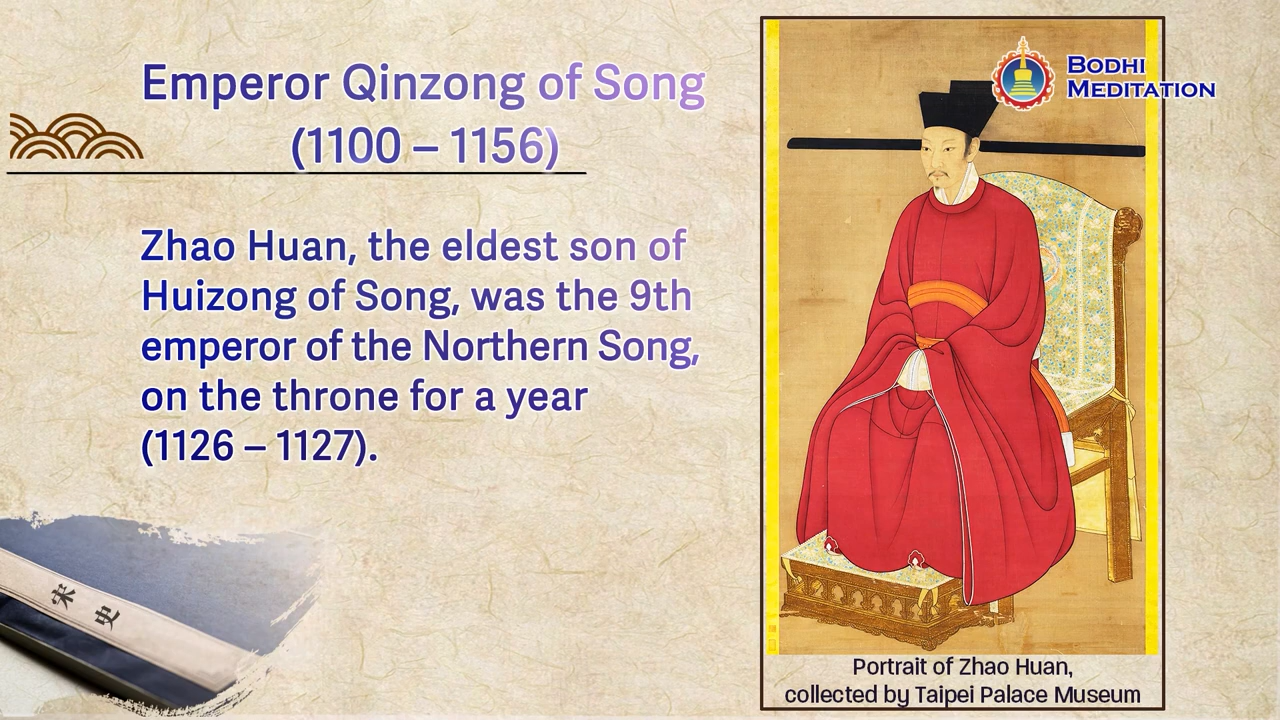 Emperor Qinzong of Song
(1100 – 1156)
Zhao Huan, the eldest son of
Huizong of Song, was the 9th
emperor of the Northern Song,
on the throne for a year
(1126 – 1127).
宋史
BODHI
MEDITATION
Portrait of Zhao Huan,
collected by Taipei Palace Museum